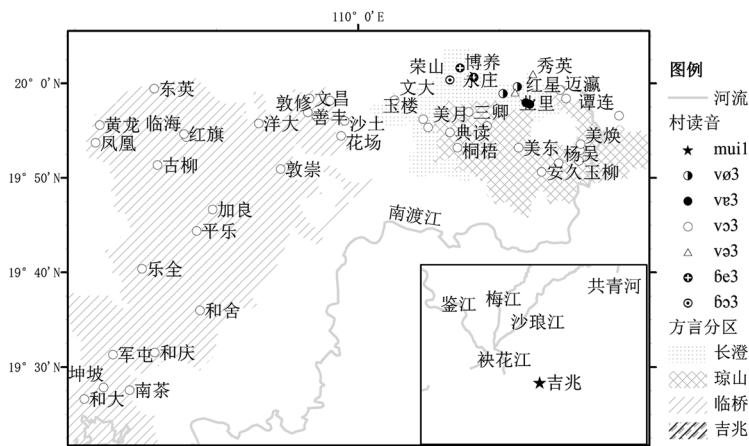 110° 0′E
20° 0′N
19° 50′N
19° 40′N
19° 30′N
东英
黄龙
凤凰
临海
红旗
古柳
加良
平乐
乐全
和舍
军屯
和庆
坤坡
和大
南茶
洋大
敦修
文昌
善丰
沙土
花场
敦崇
玉楼
文大
荣山
博养
永庄
美月
三卿
典读
桐梧
秀英
红星
迈瀛
谭连
美东
杨吴
美焕
安久
玉柳
南渡江
共青河
鉴江
梅江
沙琅江
袂花江
吉兆
图例
河流
村读音
mui1
vø3
vɐ3
vɔ3
və3
ɓe3
ɓɔ3
方言分区
长澄
琼山
临桥
吉兆